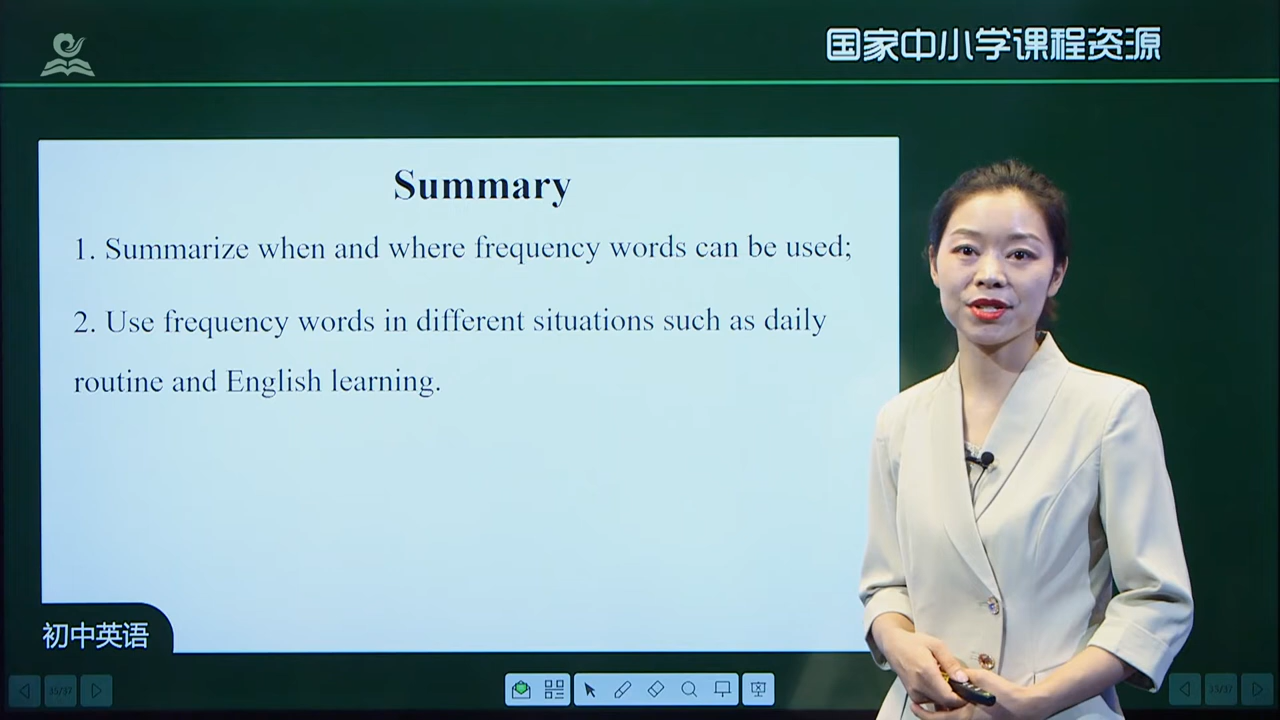 国家中小学课程资源
Summary
1. Summarize when and where frequency words can be used;
2. Use frequency words in different situations such as daily
routine and English learning.
初中英语